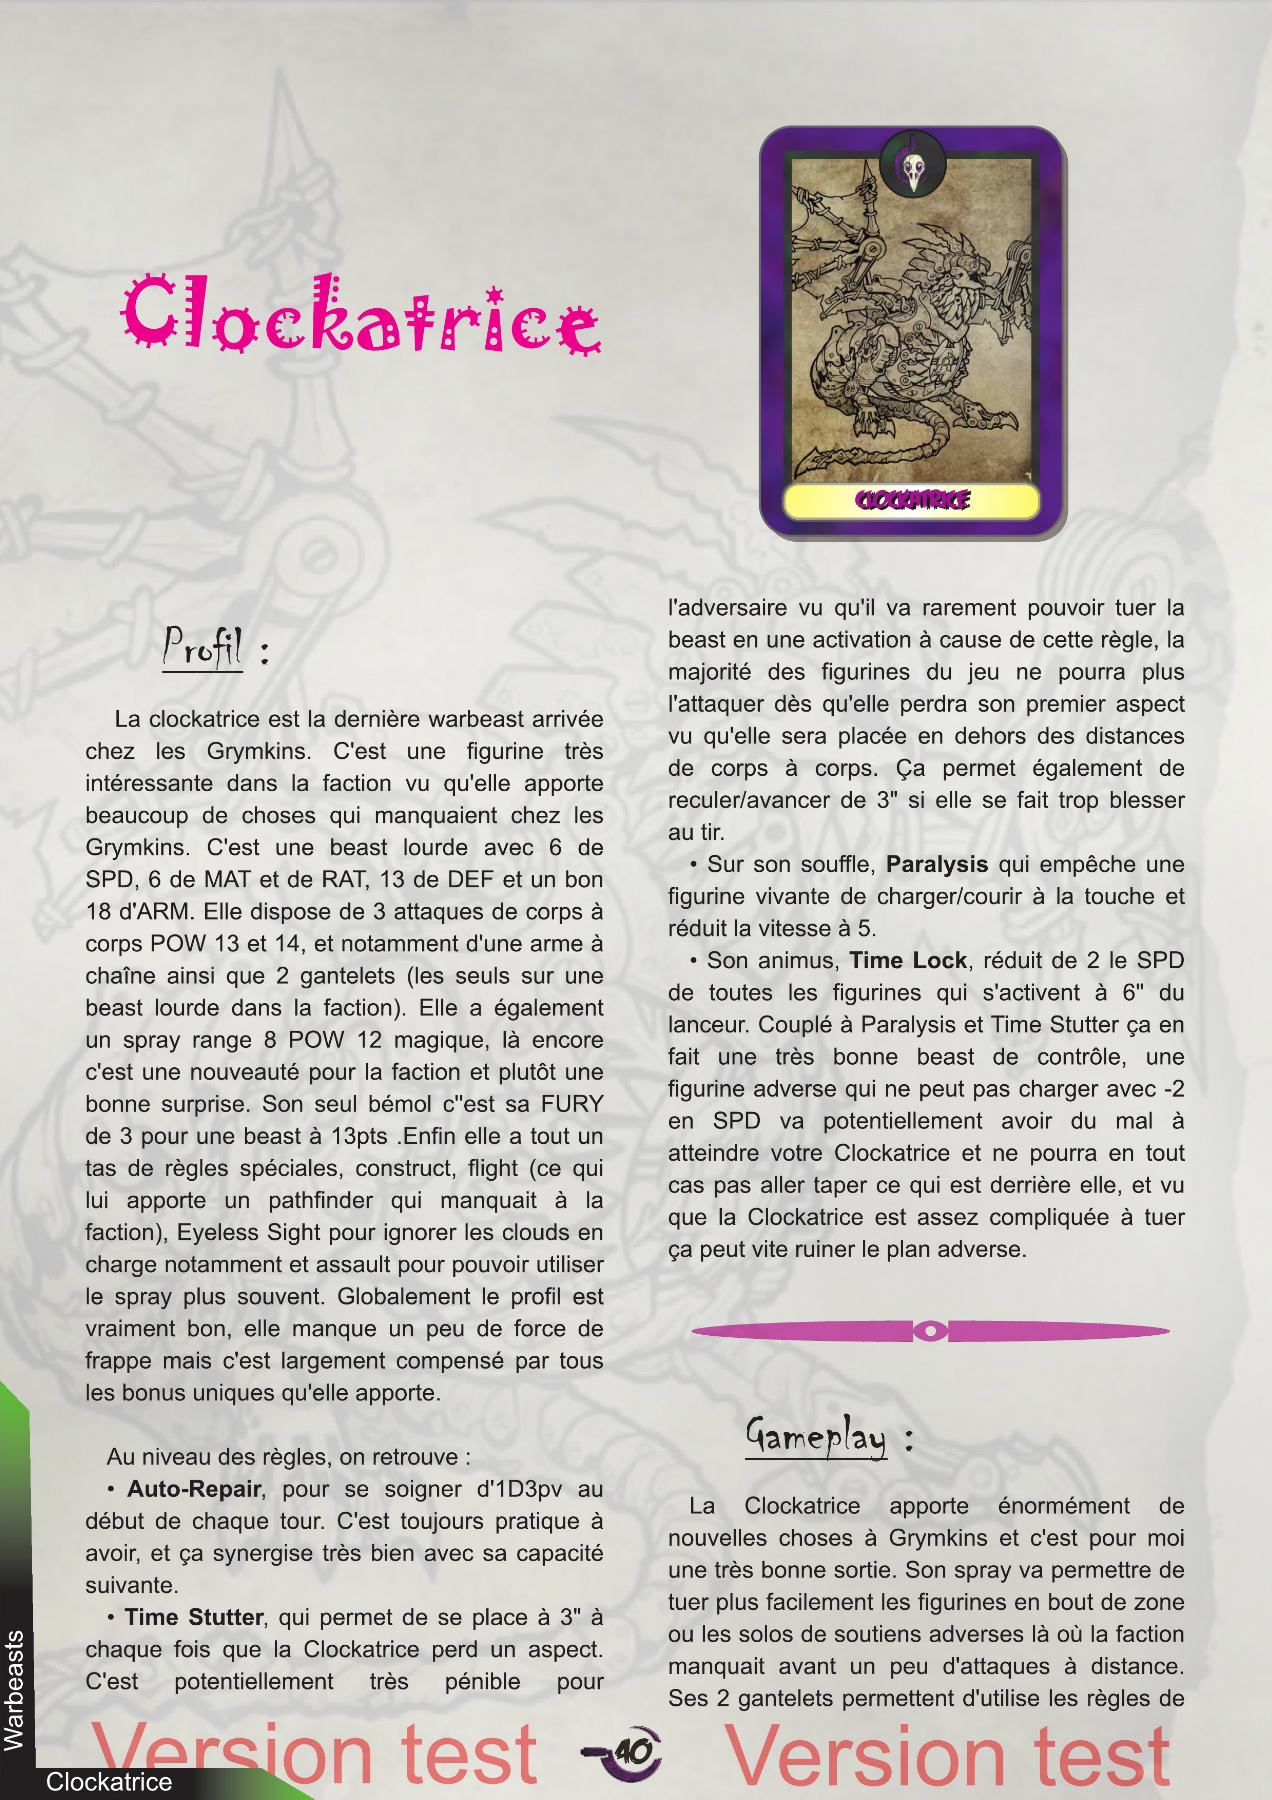 Clockatrice
CLOCKATRICE
Profil :
La clockatrice est la dernière warbeast arrivée
chez les Grymkins. C'est une figurine très
intéressante dans la faction vu qu'elle apporte
beaucoup de choses qui manquaient chez les
Grymkins. C'est une beast lourde avec 6 de
SPD, 6 de MAT et de RAT, 13 de DEF et un bon
18 d'ARM. Elle dispose de 3 attaques de corps à
corps POW 13 et 14, et notamment d'une arme à
chaîne ainsi que 2 gantelets (les seuls sur une
beast lourde dans la faction). Elle a également
un spray range 8 POW 12 magique, là encore
c'est une nouveauté pour la faction et plutôt une
bonne surprise. Son seul bémol c''est sa FURY
de 3 pour une beast à 13pts .Enfin elle a tout un
tas de règles spéciales, construct, flight (ce qui
lui apporte un pathfinder qui manquait à la
faction), Eyeless Sight pour ignorer les clouds en
charge notamment et assault pour pouvoir utiliser
le spray plus souvent. Globalement le profil est
vraiment bon, elle manque un peu de force de
frappe mais c'est largement compensé par tous
les bonus uniques qu'elle apporte.
Au niveau des règles, on retrouve :
• Auto-Repair, pour se soigner d'1D3pv au
début de chaque tour. C'est toujours pratique à
avoir, et ça synergise très bien avec sa capacité
suivante.
• Time Stutter, qui permet de se place à 3" à
chaque fois que la Clockatrice perd un aspect.
C'est potentiellement très pénible pour
l'adversaire vu qu'il va rarement pouvoir tuer la
beast en une activation à cause de cette règle, la
majorité des figurines du jeu ne pourra plus
l'attaquer dès qu'elle perdra son premier aspect
vu qu'elle sera placée en dehors des distances
de corps à corps. Ça permet également de
reculer/avancer de 3" si elle se fait trop blesser
au tir.
• Sur son souffle, Paralysis qui empêche une
figurine vivante de charger/courir à la touche et
réduit la vitesse à 5.
• Son animus, Time Lock, réduit de 2 le SPD
de toutes les figurines qui s'activent à 6" du
lanceur. Couplé à Paralysis et Time Stutter ça en
fait une très bonne beast de contrôle, une
figurine adverse qui ne peut pas charger avec -2
en SPD va potentiellement avoir du mal à
atteindre votre Clockatrice et ne pourra en tout
cas pas aller taper ce qui est derrière elle, et vu
que la Clockatrice est assez compliquée à tuer
ça peut vite ruiner le plan adverse.
Gameplay :
La Clockatrice apporte énormément de
nouvelles choses à Grymkins et c'est pour moi
une très bonne sortie. Son spray va permettre de
tuer plus facilement les figurines en bout de zone
ou les solos de soutiens adverses là où la faction
manquait avant un peu d'attaques à distance.
Ses 2 gantelets permettent d'utilise les règles de
Warbeasts
Clockatrice
Version test
40
Version test